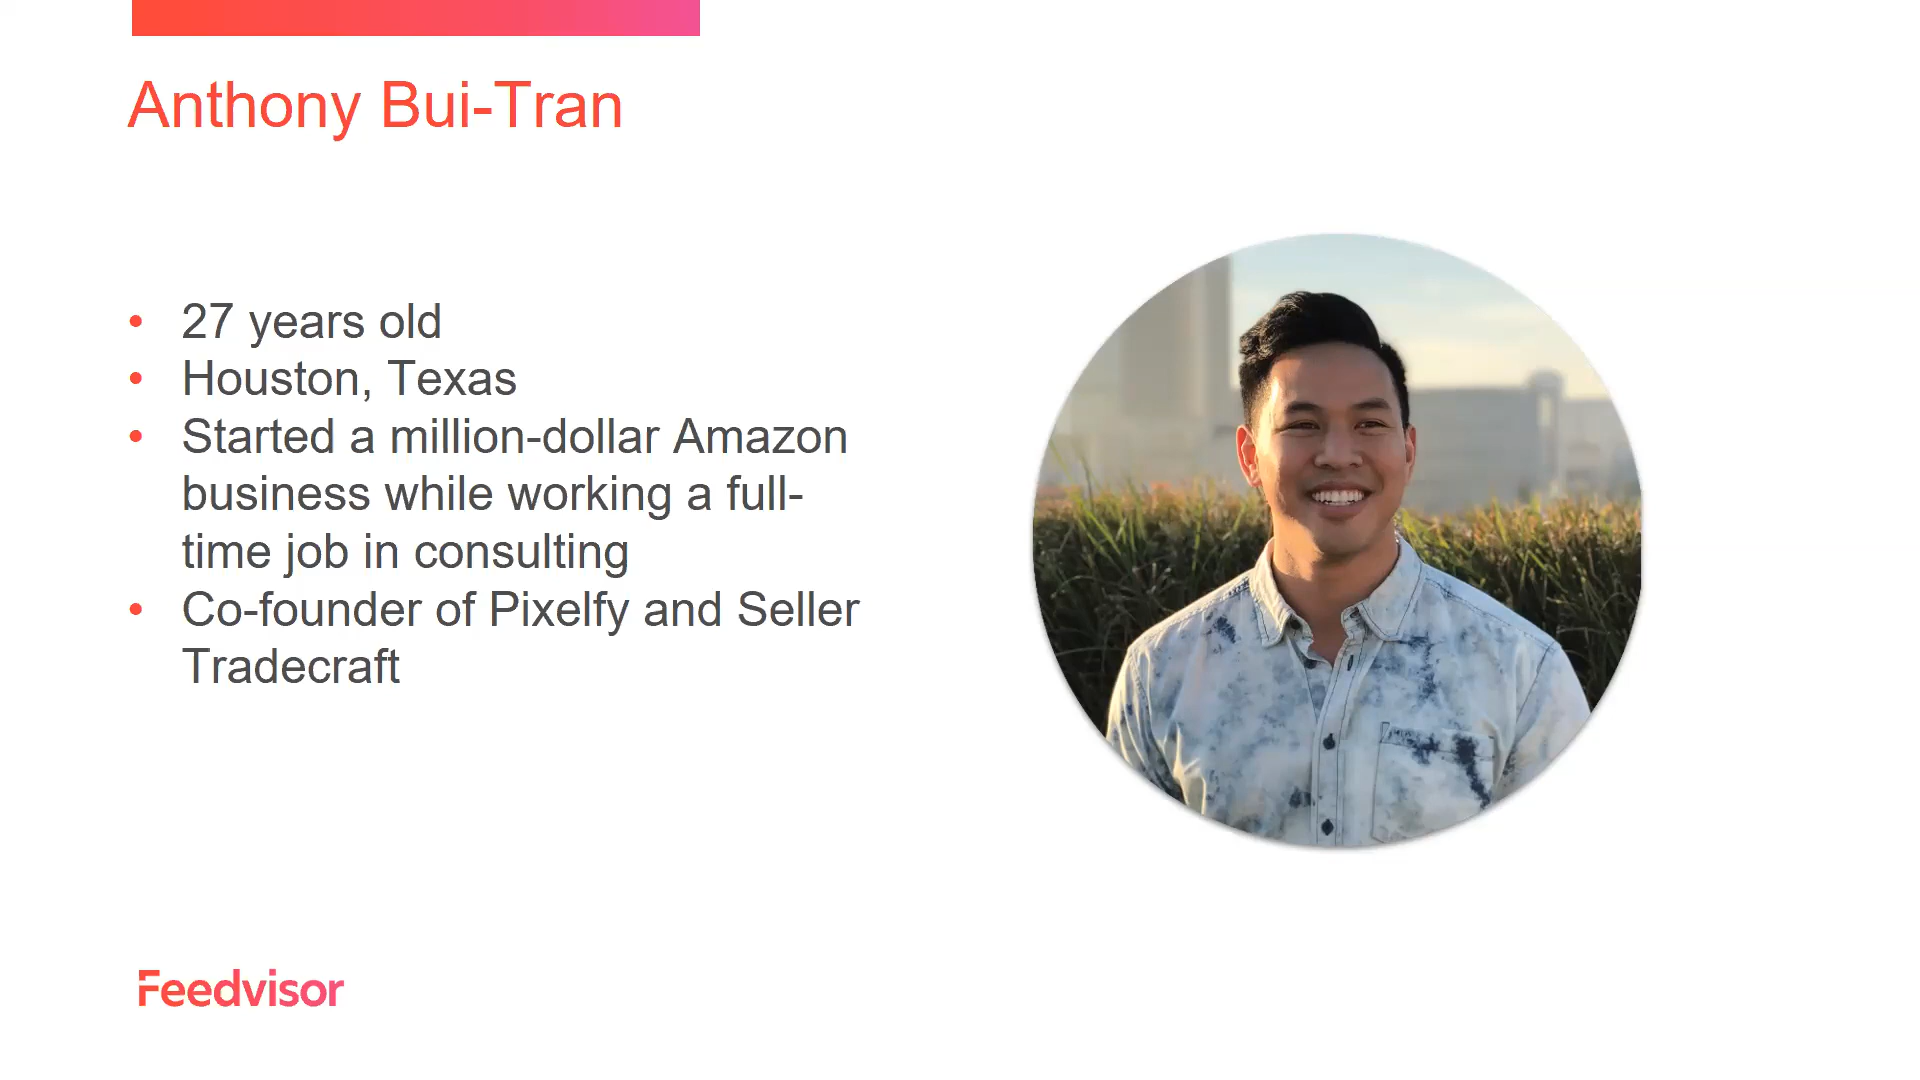 Anthony Bui-Tran
• 27 years old
• Houston, Texas
• Started a million-dollar Amazon
business while working a full-
time job in consulting
• Co-founder of Pixelfy and Seller
Tradecraft
Feedvisor